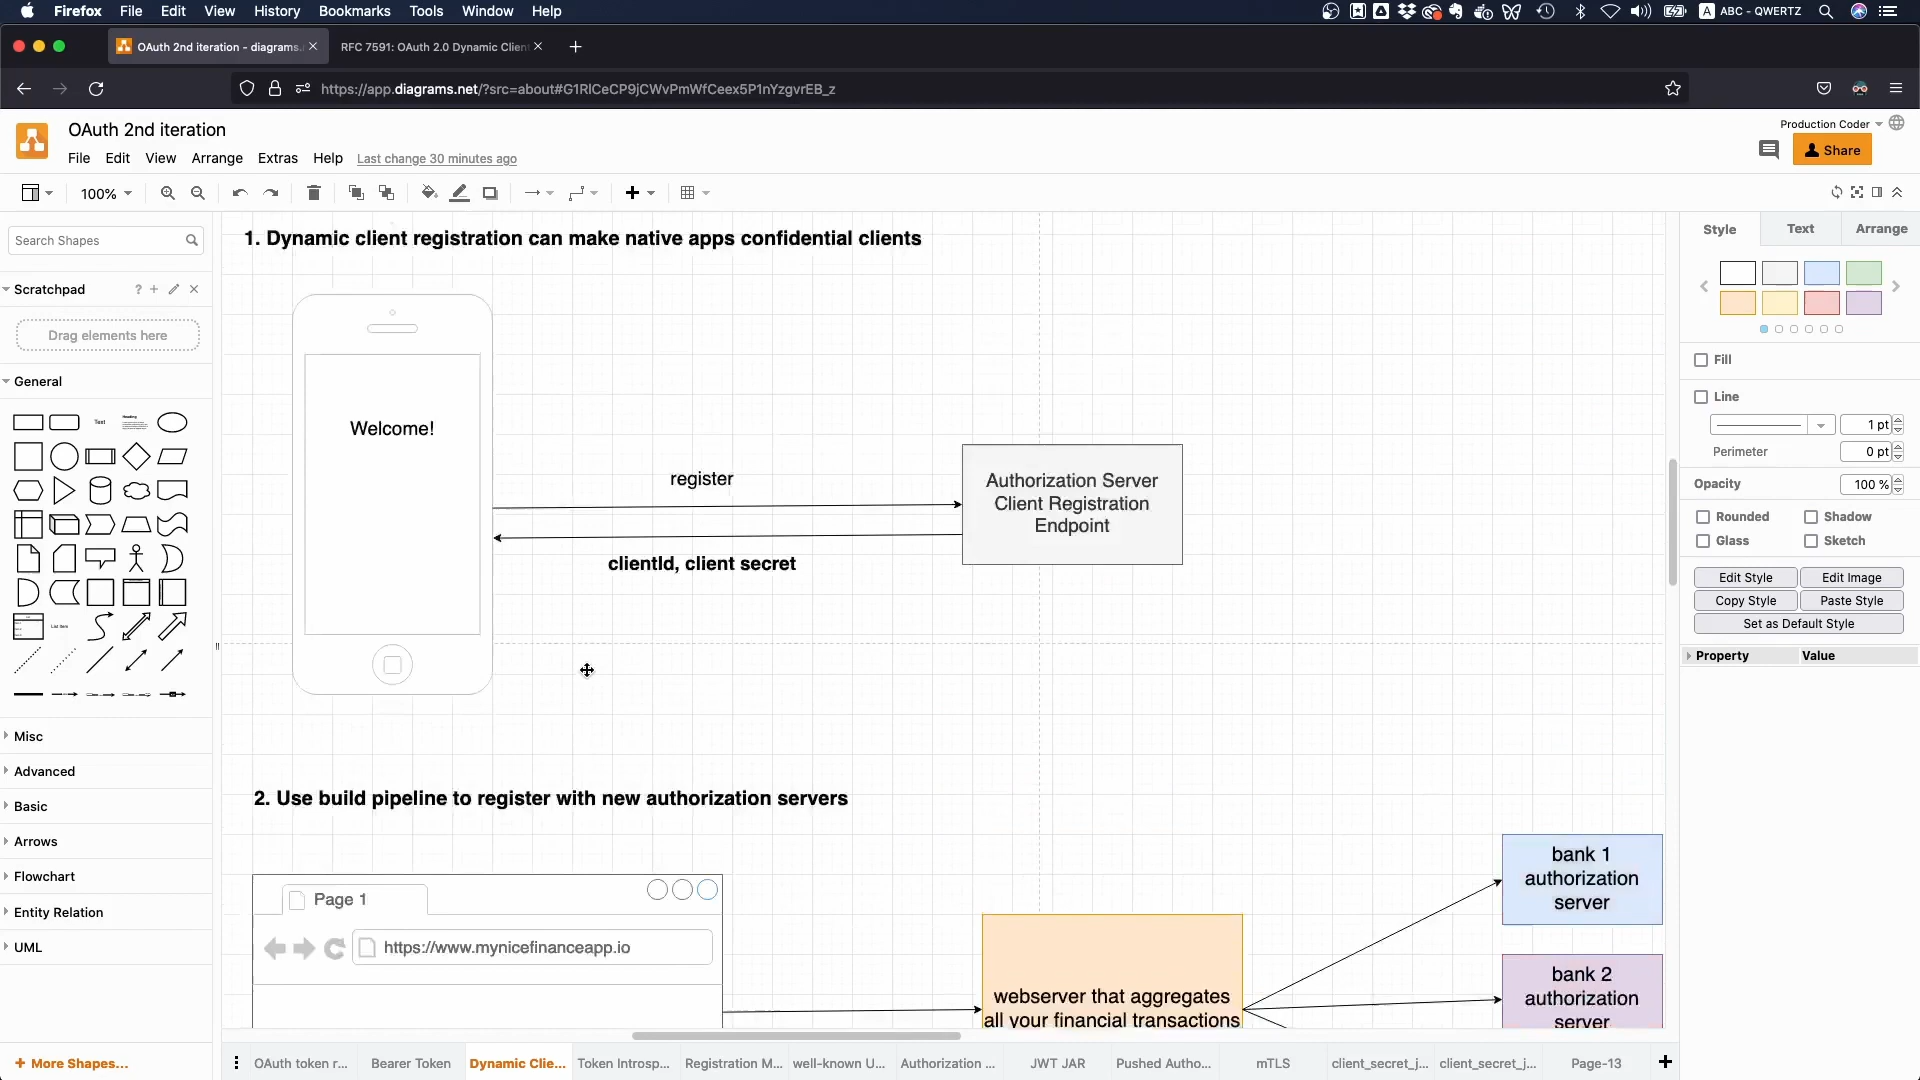 Firefox File Edit View History Bookmarks Tools Window Help
ABC - QWERTZ
OAuth 2nd iteration - diagrams.
RFC 7591: OAuth 2.0 Dynamic Clien
https://app.diagrams.net/?src=about#G1RlCeCP9jCWvPmWfCeex5P1nYzgvrEB_z
OAuth 2nd iteration
Production Coder
File Edit View Arrange Extras Help Last change 30 minutes ago
Share
100%
Search Shapes
Scratchpad
?
Drag elements here
General
Text
Heading
List Item
Misc
Advanced
Basic
Arrows
Flowchart
Entity Relation
UML
+ More Shapes...
1. Dynamic client registration can make native apps confidential clients
Welcome!
register
clientId, client secret
Authorization Server
Client Registration
Endpoint
2. Use build pipeline to register with new authorization servers
Page 1
https://www.mynicefinanceapp.io
webserver that aggregates
all your financial transactions
bank 1
authorization
server
bank 2
authorization
server
Style Text Arrange
Fill
Line
1 pt
Perimeter 0 pt
Opacity 100 %
Rounded Shadow
Glass Sketch
Edit Style Edit Image
Copy Style Paste Style
Set as Default Style
Property Value
OAuth token r... Bearer Token Dynamic Clie... Token Introsp... Registration M... well-known U... Authorization ... JWT JAR Pushed Autho... mTLS client_secret_j... client_secret_j... Page-13